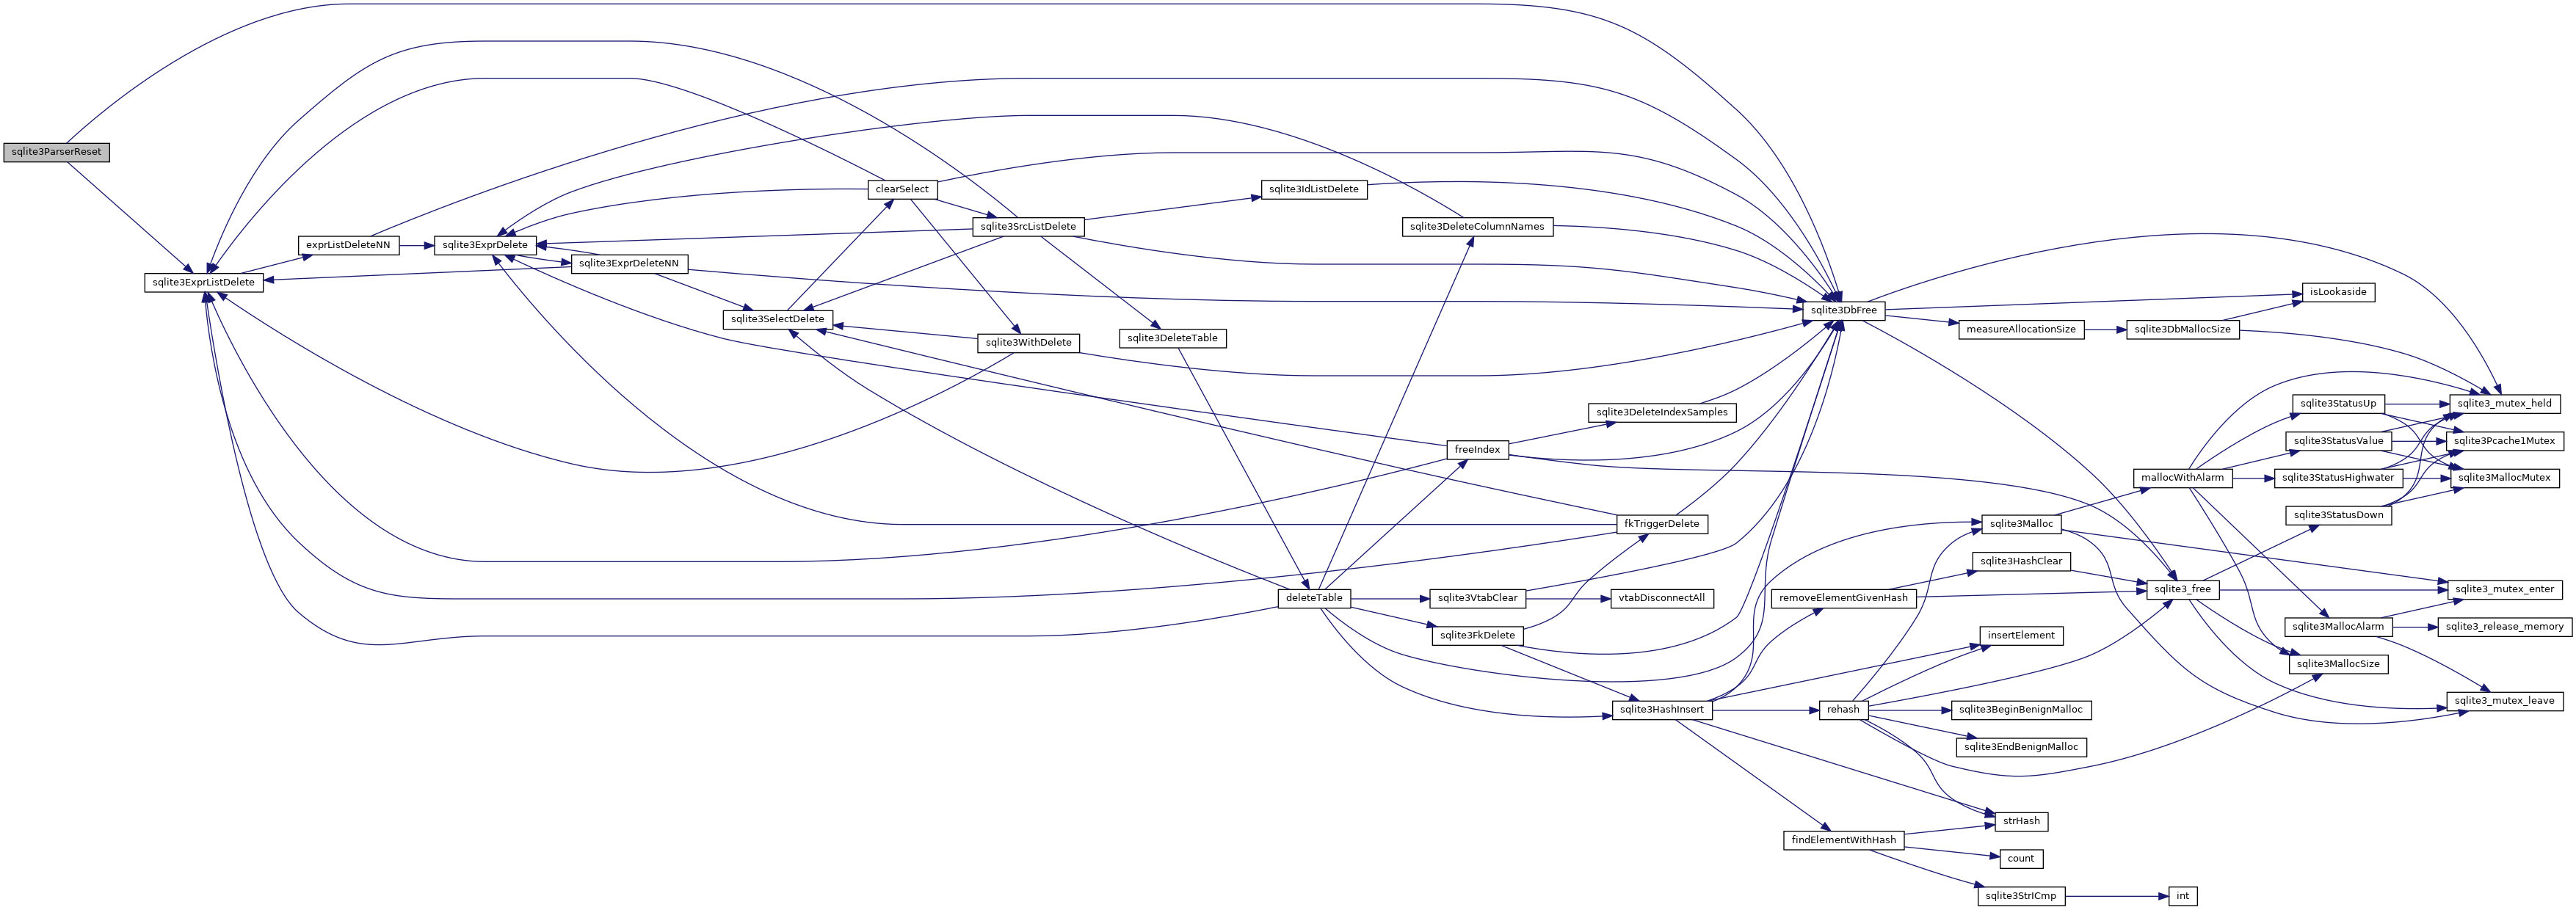 sqlite3ParserReset
sqlite3ExprListDelete
exprListDeleteNN
sqlite3ExprDelete
sqlite3ExprDeleteNN
sqlite3SelectDelete
clearSelect
sqlite3SrcListDelete
sqlite3WithDelete
sqlite3DeleteTable
sqlite3IdListDelete
deleteTable
sqlite3DeleteColumnNames
freeIndex
sqlite3VtabClear
sqlite3FkDelete
sqlite3DeleteIndexSamples
fkTriggerDelete
vtabDisconnectAll
sqlite3HashInsert
sqlite3DbFree
removeElementGivenHash
rehash
findElementWithHash
measureAllocationSize
sqlite3Malloc
sqlite3HashClear
insertElement
sqlite3BeginBenignMalloc
sqlite3EndBenignMalloc
strHash
count
sqlite3StrICmp
sqlite3DbMallocSize
mallocWithAlarm
sqlite3_free
int
isLookaside
sqlite3StatusUp
sqlite3StatusValue
sqlite3StatusHighwater
sqlite3StatusDown
sqlite3MallocAlarm
sqlite3MallocSize
sqlite3_mutex_held
sqlite3Pcache1Mutex
sqlite3MallocMutex
sqlite3_mutex_enter
sqlite3_release_memory
sqlite3_mutex_leave